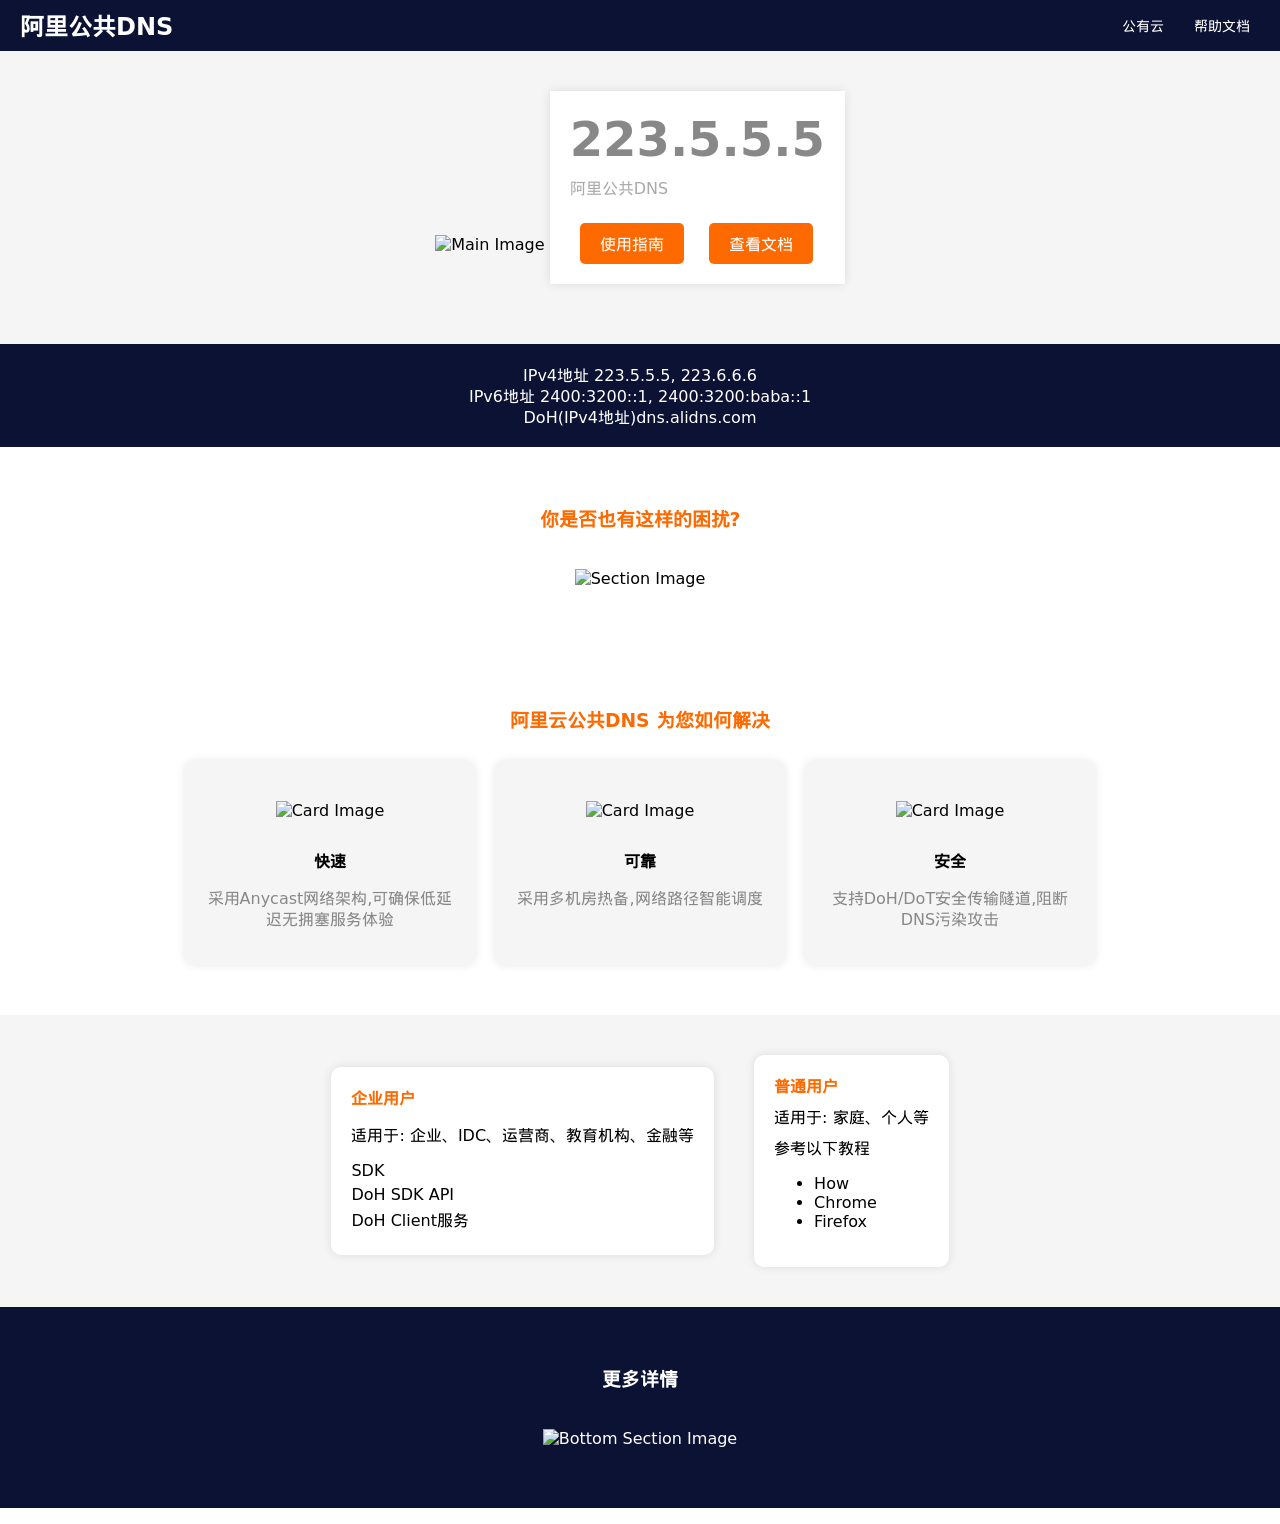 阿里公共DNS
公有云 帮助文档
223.5.5.5
阿里公共DNS
Main Image
使用指南 查看文档
IPv4地址 223.5.5.5, 223.6.6.6
IPv6地址 2400:3200::1, 2400:3200:baba::1
DoH(IPv4地址)dns.alidns.com
你是否也有这样的困扰?
Section Image
阿里云公共DNS 为您如何解决
Card Image
快速
采用Anycast网络架构,可确保低延
迟无拥塞服务体验
Card Image
可靠
采用多机房热备,网络路径智能调度
Card Image
安全
支持DoH/DoT安全传输隧道,阻断
DNS污染攻击
企业用户
适用于: 企业、IDC、运营商、教育机构、金融等
SDK
DoH SDK API
DoH Client服务
普通用户
适用于: 家庭、个人等
参考以下教程
How
Chrome
Firefox
更多详情
Bottom Section Image